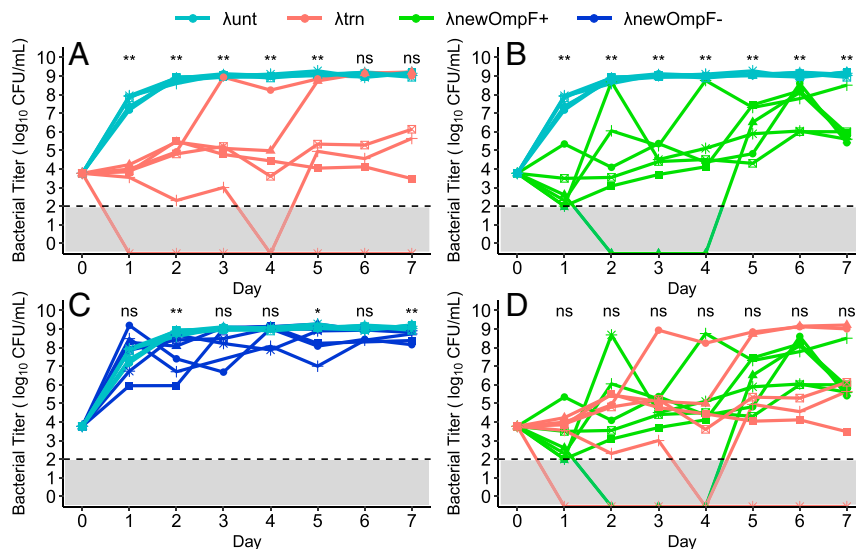 λunt λtrn λnewOmpF+ λnewOmpF-
A
Bacterial Titer ( log10 CFU/mL)
10
9
8
7
6
5
4
3
2
1
0
** ** ** ** ** ns ns
0 1 2 3 4 5 6 7
Day
B
Bacterial Titer ( log10 CFU/mL)
10
9
8
7
6
5
4
3
2
1
0
** ** ** ** ** ** **
0 1 2 3 4 5 6 7
Day
C
Bacterial Titer ( log10 CFU/mL)
10
9
8
7
6
5
4
3
2
1
0
ns ** ns ns * ns **
0 1 2 3 4 5 6 7
Day
D
Bacterial Titer ( log10 CFU/mL)
10
9
8
7
6
5
4
3
2
1
0
ns ns ns ns ns ns ns
0 1 2 3 4 5 6 7
Day